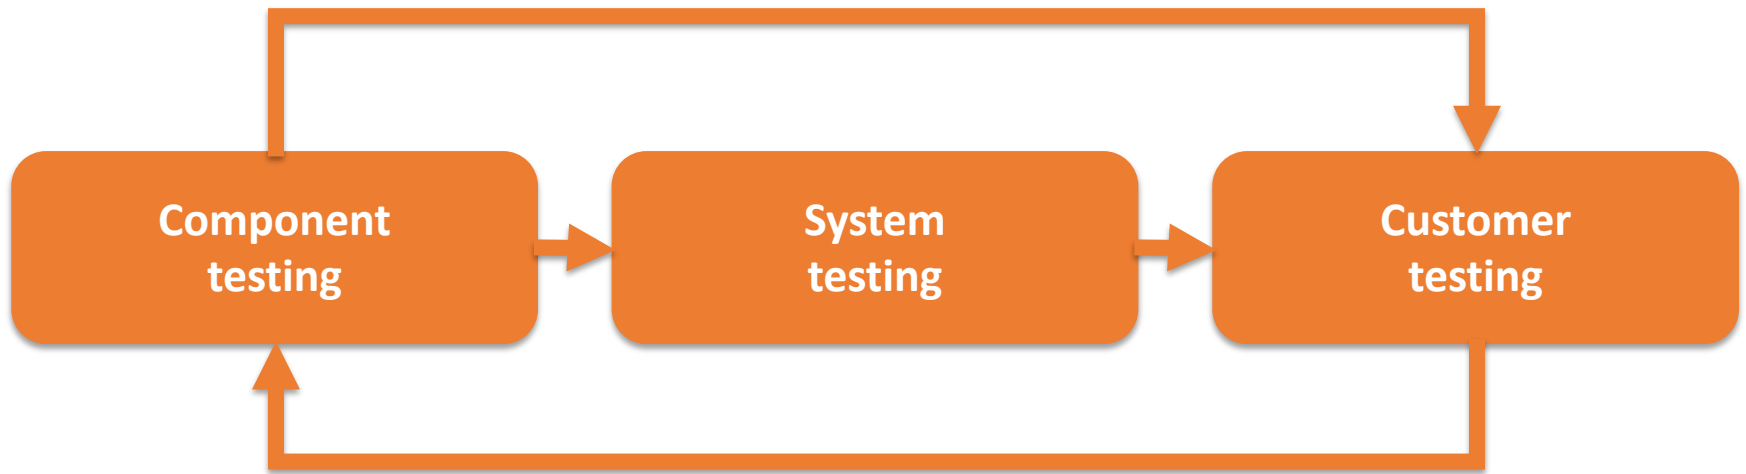 Component
testing
System
testing
Customer
testing